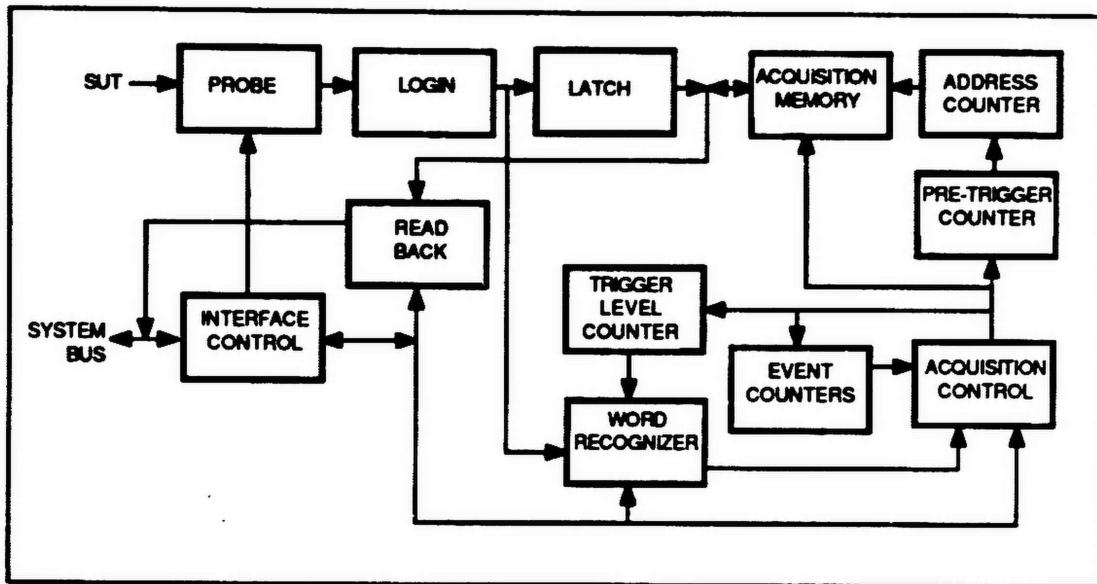 SUT
PROBE
LOGIN
LATCH
ACQUISITION
MEMORY
ADDRESS
COUNTER
PRE-TRIGGER
COUNTER
READ
BACK
TRIGGER
LEVEL
COUNTER
SYSTEM
BUS
INTERFACE
CONTROL
EVENT
COUNTERS
ACQUISITION
CONTROL
WORD
RECOGNIZER